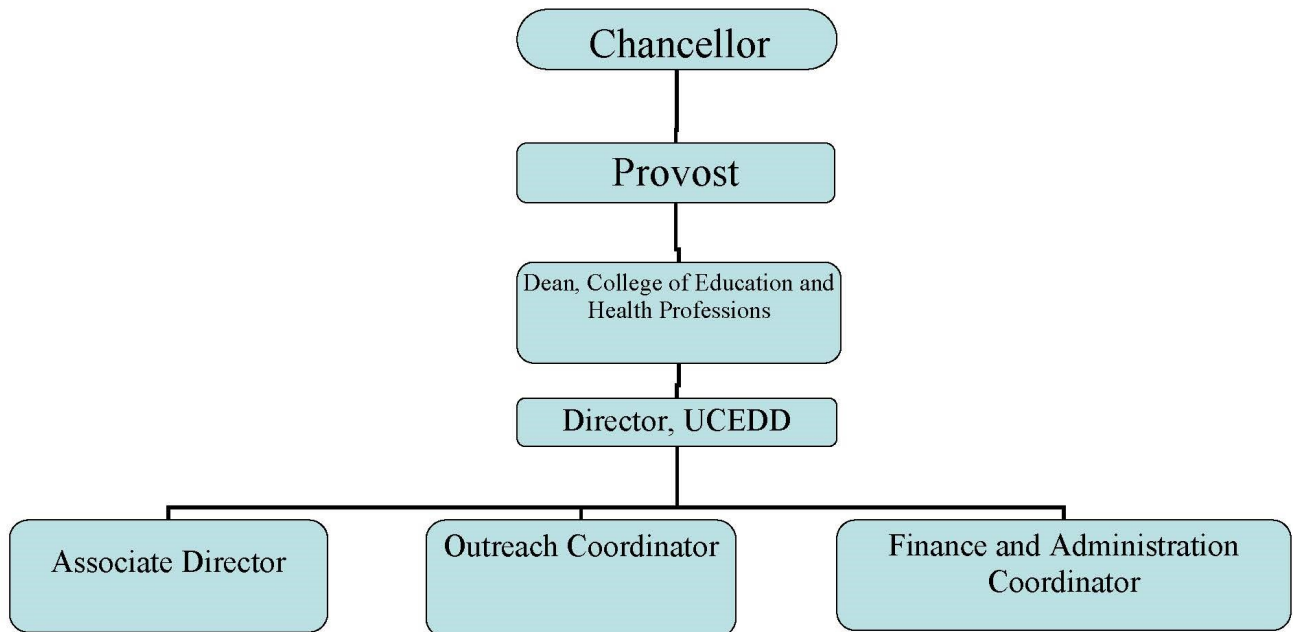 Chancellor
Provost
Dean, College of Education and
Health Professions
Director, UCEDD
Associate Director
Outreach Coordinator
Finance and Administration
Coordinator